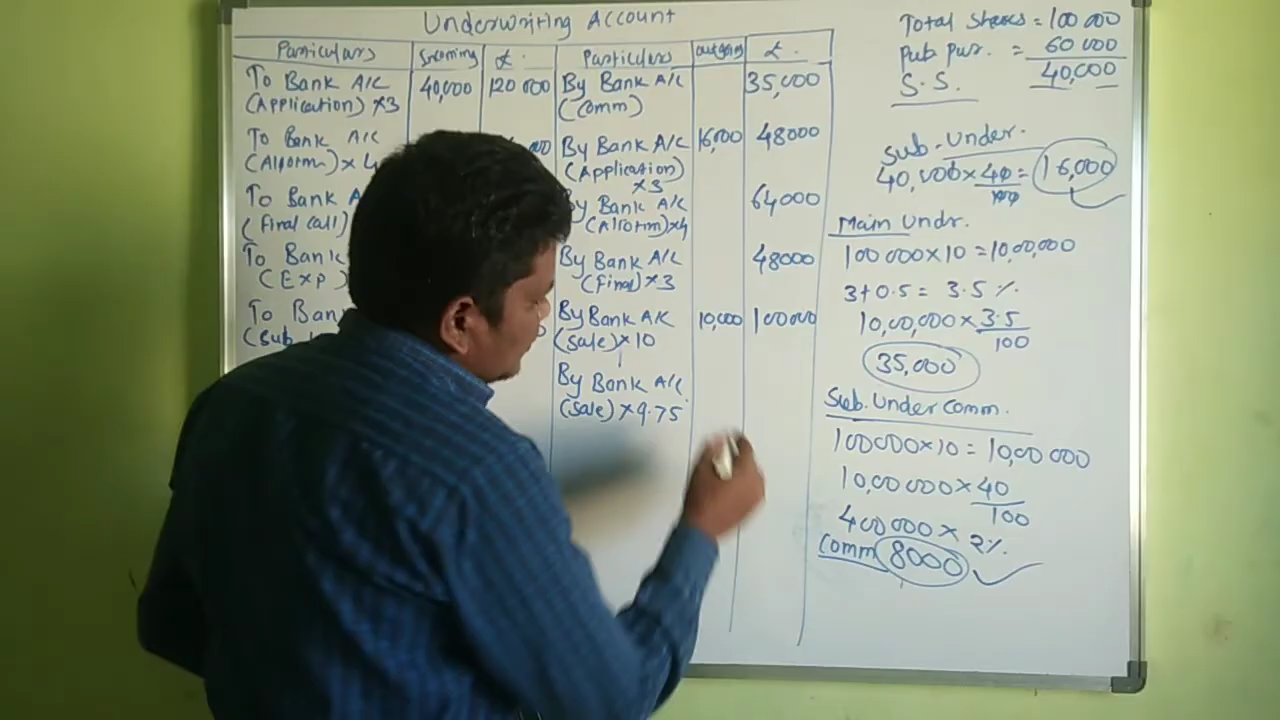 Underwriting Account
Particulars Incoming ₹. Particulars outgoing ₹.
To Bank A/C 40,000 120 000 By Bank A/C 35,000
(Application) ×3 (Comm)
To Bank A/C By Bank A/C 16,000 48000
(Allotm) × 4 (Application)
×3
To Bank By Bank A/C 64000
(Final call) (Allotm)×4
To Bank By Bank A/C 48000
(Exp) (Final)×3
To Ban By Bank A/C 10,000 100000
(Sub (Sale)×10
By Bank A/C
(Sale)×9.75
Total Shares = 100 000
Pub Pur. = 60 000
S.S. 40,000
Sub-Under.
40,000×40/100=16,000
Main Undr.
100 000×10 = 10,00,000
3+0.5 = 3.5 %
10,00,000×3.5
100
35,000
Sub. Under Comm.
100000×10 = 10,00 000
10,00 000×40
100
400 000 × 2%
Comm 8000